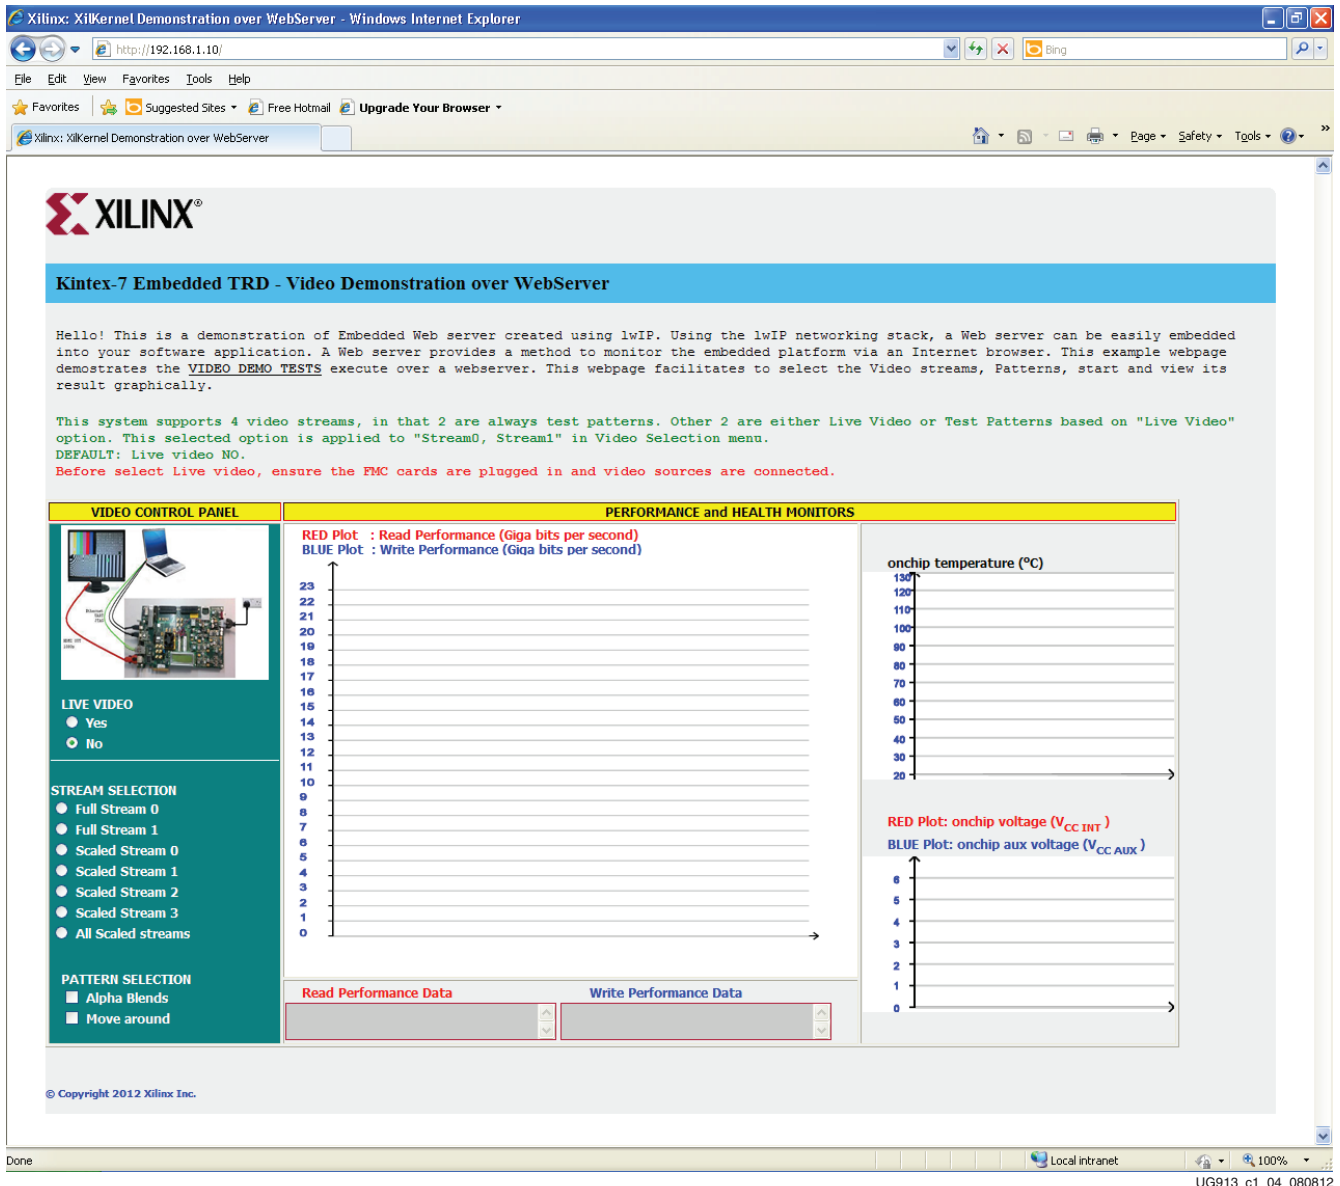 Xilinx: XilKernel Demonstration over WebServer - Windows Internet Explorer
http://192.168.1.10/
Bing
File Edit View Favorites Tools Help
Favorites Suggested Sites Free Hotmail Upgrade Your Browser
Xilinx: XilKernel Demonstration over WebServer
Page Safety Tools »
XILINX®
Kintex-7 Embedded TRD - Video Demonstration over WebServer
Hello! This is a demonstration of Embedded Web server created using lwIP. Using the lwIP networking stack, a Web server can be easily embedded
into your software application. A Web server provides a method to monitor the embedded platform via an Internet browser. This example webpage
demostrates the VIDEO DEMO TESTS execute over a webserver. This webpage facilitates to select the Video streams, Patterns, start and view its
result graphically.
This system supports 4 video streams, in that 2 are always test patterns. Other 2 are either Live Video or Test Patterns based on "Live Video"
option. This selected option is applied to "Stream0, Stream1" in Video Selection menu.
DEFAULT: Live video NO.
Before select Live video, ensure the FMC cards are plugged in and video sources are connected.
VIDEO CONTROL PANEL
LIVE VIDEO
Yes
No
STREAM SELECTION
Full Stream 0
Full Stream 1
Scaled Stream 0
Scaled Stream 1
Scaled Stream 2
Scaled Stream 3
All Scaled streams
PATTERN SELECTION
Alpha Blends
Move around
PERFORMANCE and HEALTH MONITORS
RED Plot : Read Performance (Giga bits per second)
BLUE Plot : Write Performance (Giga bits per second)
23
22
21
20
19
18
17
16
15
14
13
12
11
10
9
8
7
6
5
4
3
2
1
0
Read Performance Data
Write Performance Data
onchip temperature (°C)
130
120
110
100
90
80
70
60
50
40
30
20
RED Plot: onchip voltage (VCC INT )
BLUE Plot: onchip aux voltage (VCC AUX )
6
5
4
3
2
1
0
© Copyright 2012 Xilinx Inc.
Done
Local intranet
100%
UG913_c1_04_080812